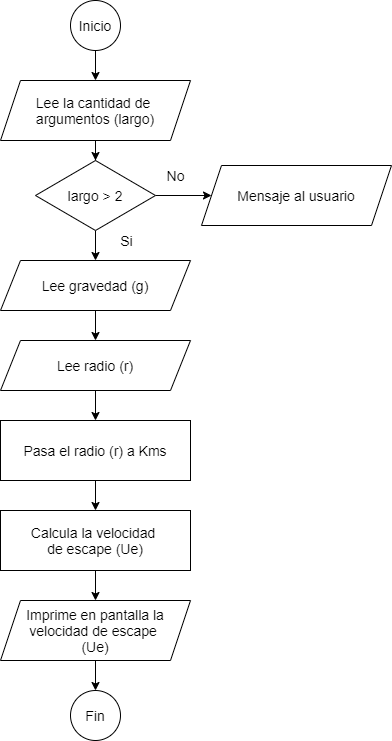 Inicio
Lee la cantidad de
argumentos (largo)
largo > 2
No
Mensaje al usuario
Si
Lee gravedad (g)
Lee radio (r)
Pasa el radio (r) a Kms
Calcula la velocidad
de escape (Ue)
Imprime en pantalla la
velocidad de escape
(Ue)
Fin